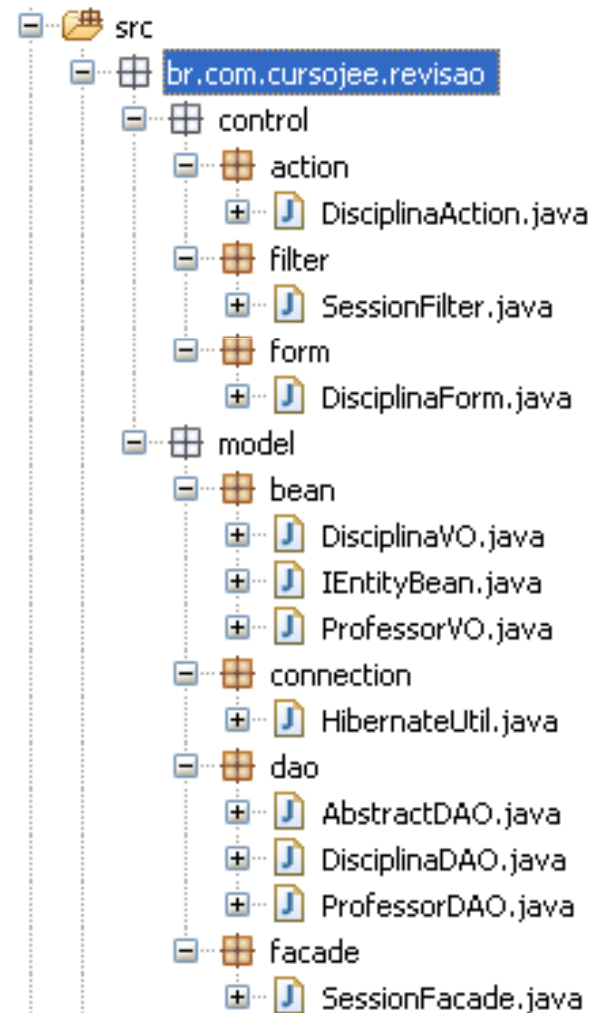 src
br.com.cursojee.revisao
control
action
DisciplinaAction.java
filter
SessionFilter.java
form
DisciplinaForm.java
model
bean
DisciplinaVO.java
IEntityBean.java
ProfessorVO.java
connection
HibernateUtil.java
dao
AbstractDAO.java
DisciplinaDAO.java
ProfessorDAO.java
facade
SessionFacade.java